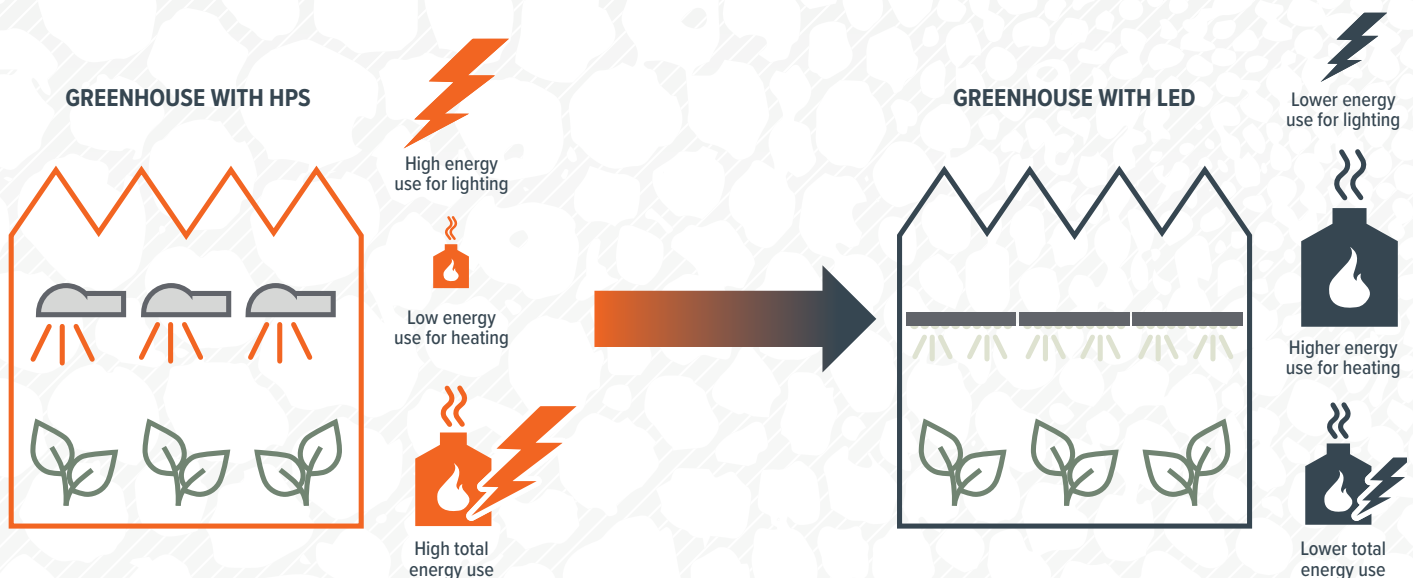 GREENHOUSE WITH HPS
High energy
use for lighting
Low energy
use for heating
High total
energy use
GREENHOUSE WITH LED
Lower energy
use for lighting
Higher energy
use for heating
Lower total
energy use